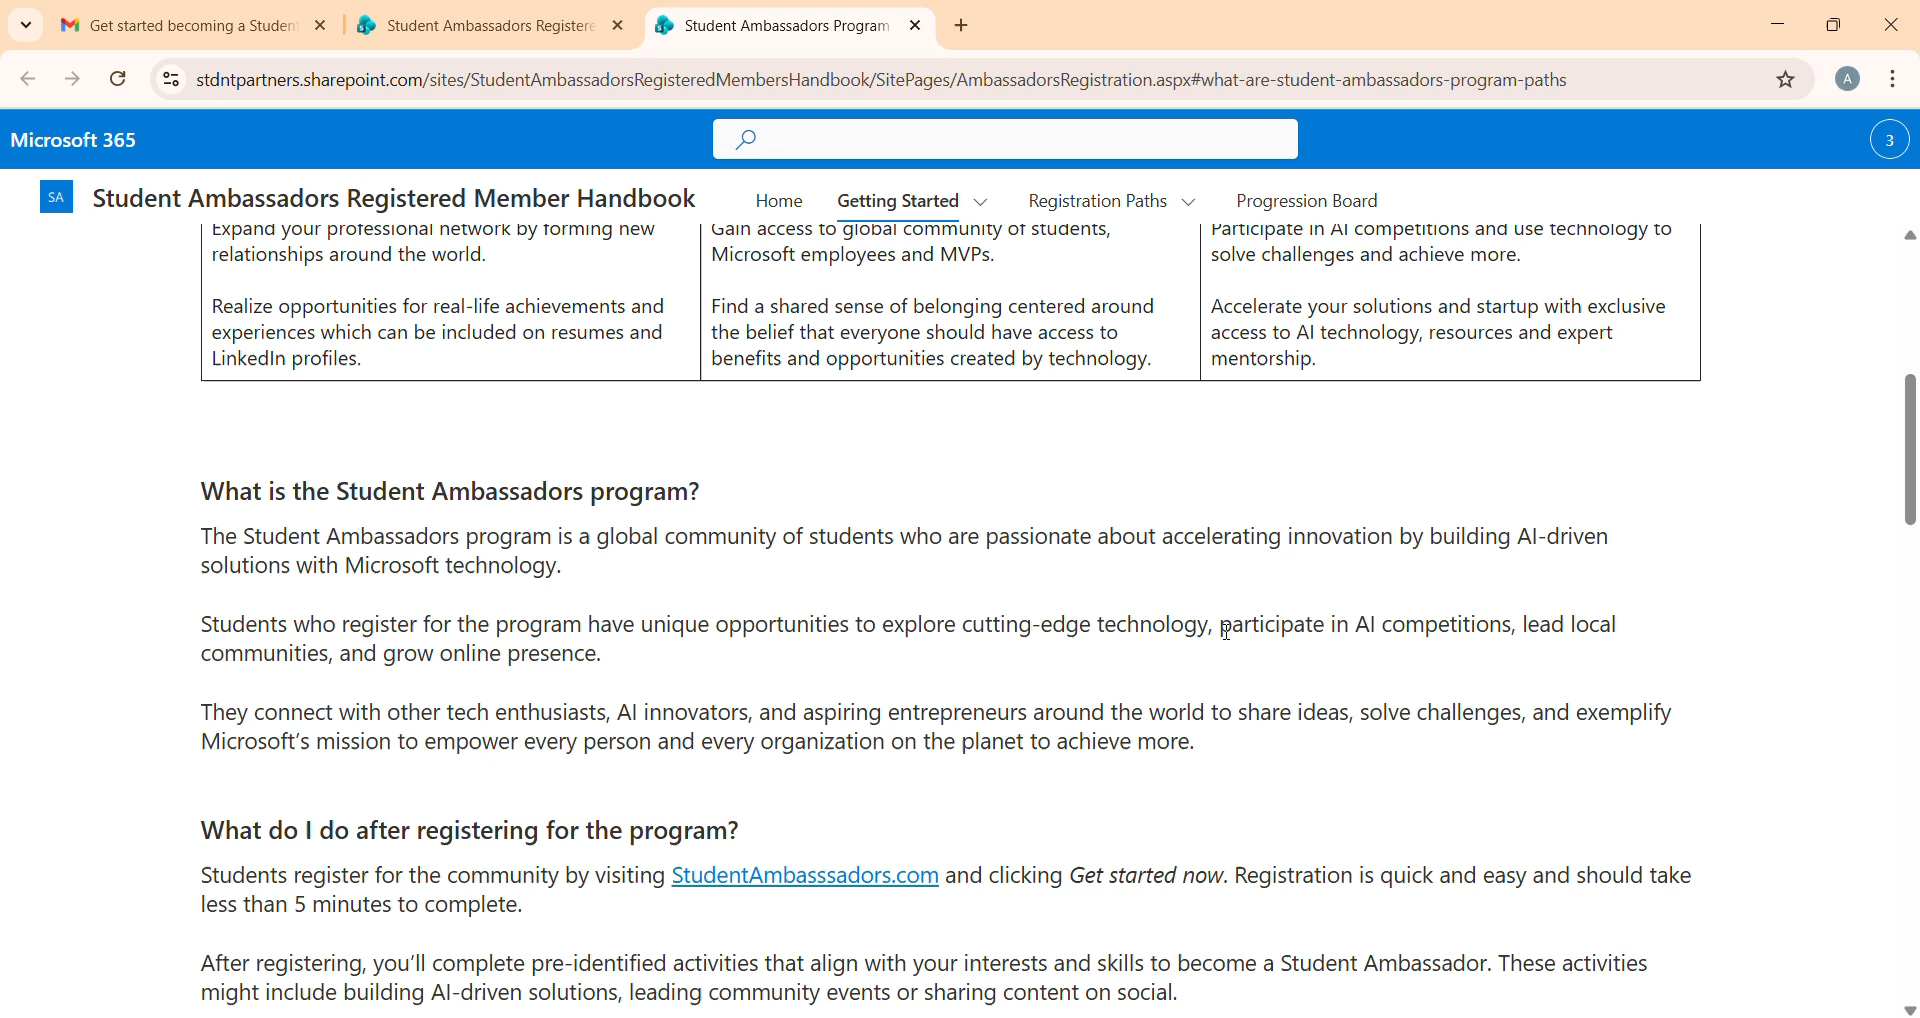 Get started becoming a Studen
Student Ambassadors Registere
Student Ambassadors Program
stdntpartners.sharepoint.com/sites/StudentAmbassadorsRegisteredMembersHandbook/SitePages/AmbassadorsRegistration.aspx#what-are-student-ambassadors-program-paths
A
Microsoft 365
3
SA
Student Ambassadors Registered Member Handbook
Home
Getting Started
Registration Paths
Progression Board
Expand your professional network by forming new
relationships around the world.
Realize opportunities for real-life achievements and
experiences which can be included on resumes and
LinkedIn profiles.
Gain access to global community of students,
Microsoft employees and MVPs.
Find a shared sense of belonging centered around
the belief that everyone should have access to
benefits and opportunities created by technology.
Participate in AI competitions and use technology to
solve challenges and achieve more.
Accelerate your solutions and startup with exclusive
access to AI technology, resources and expert
mentorship.
What is the Student Ambassadors program?
The Student Ambassadors program is a global community of students who are passionate about accelerating innovation by building AI-driven
solutions with Microsoft technology.
Students who register for the program have unique opportunities to explore cutting-edge technology, participate in AI competitions, lead local
communities, and grow online presence.
They connect with other tech enthusiasts, AI innovators, and aspiring entrepreneurs around the world to share ideas, solve challenges, and exemplify
Microsoft's mission to empower every person and every organization on the planet to achieve more.
What do I do after registering for the program?
Students register for the community by visiting StudentAmbasssadors.com and clicking Get started now. Registration is quick and easy and should take
less than 5 minutes to complete.
After registering, you'll complete pre-identified activities that align with your interests and skills to become a Student Ambassador. These activities
might include building AI-driven solutions, leading community events or sharing content on social.